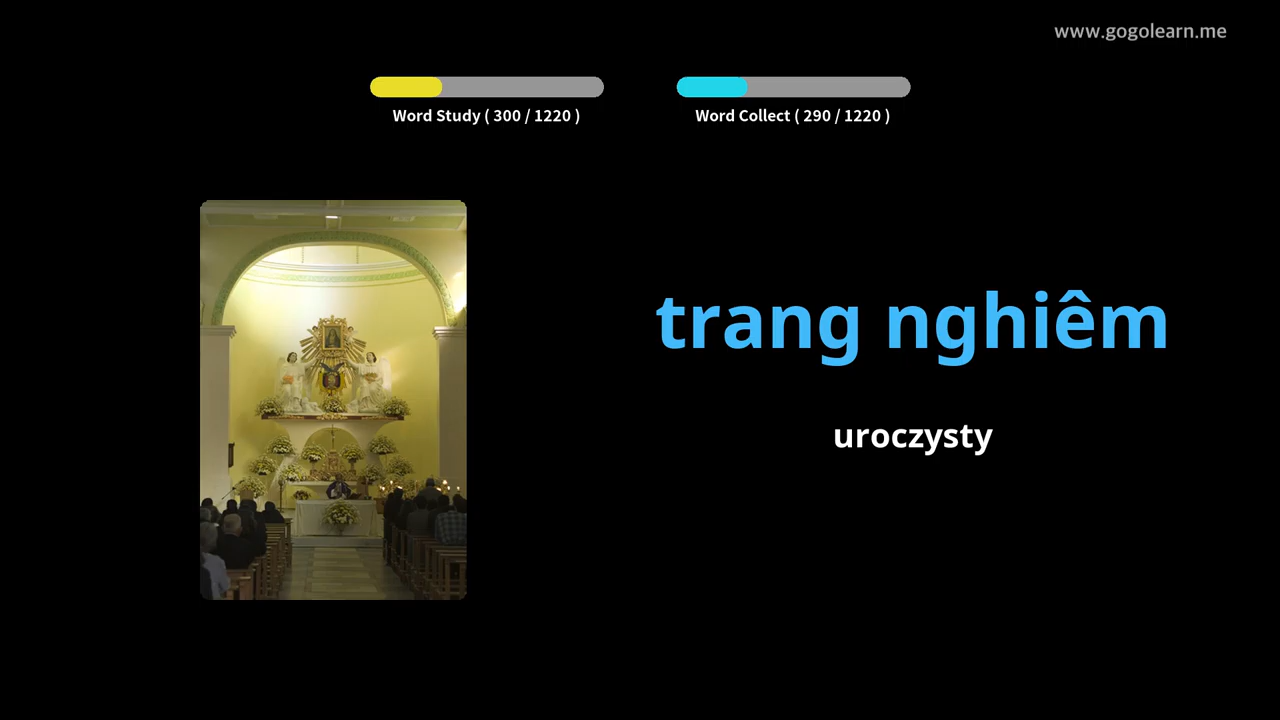 www.gogolearn.me
Word Study ( 300 / 1220 )
Word Collect ( 290 / 1220 )
trang nghiêm
uroczysty